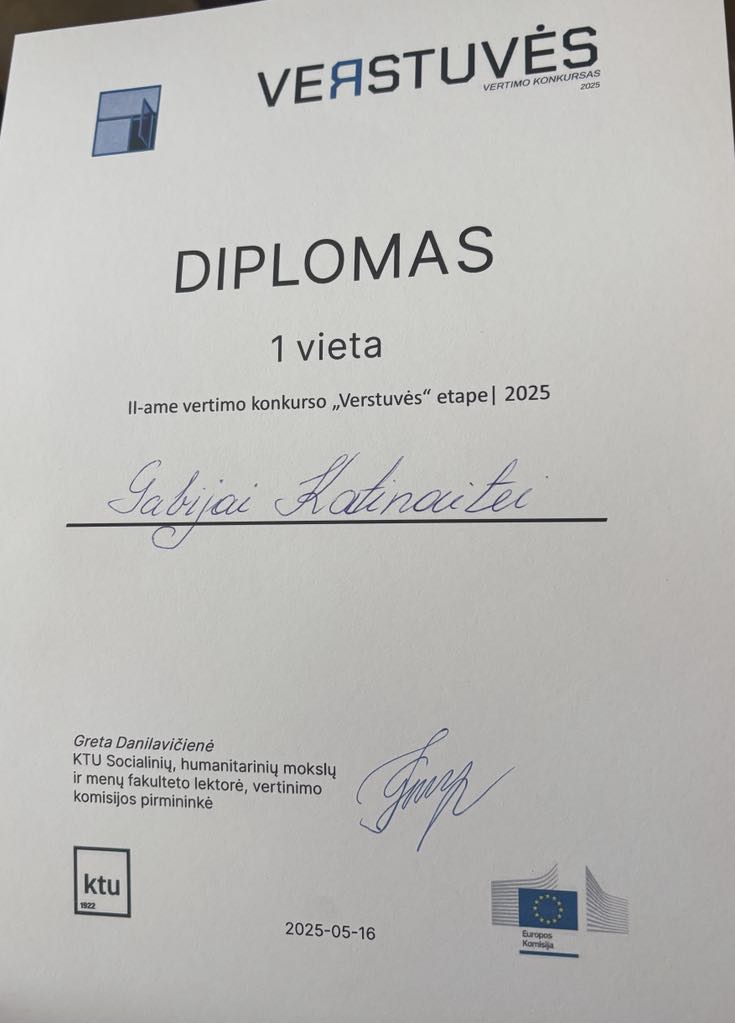 VEЯSTUVĖS
VERTIMO KONKURSAS
2025
DIPLOMAS
1 vieta
II-ame vertimo konkurso „Verstuvės“ etape| 2025
Gabijai Katinaitei
Greta Danilavičienė
KTU Socialinių, humanitarinių mokslų
ir menų fakulteto lektorė, vertinimo
komisijos pirmininkė
ktu
1922
2025-05-16
Europos
Komisija